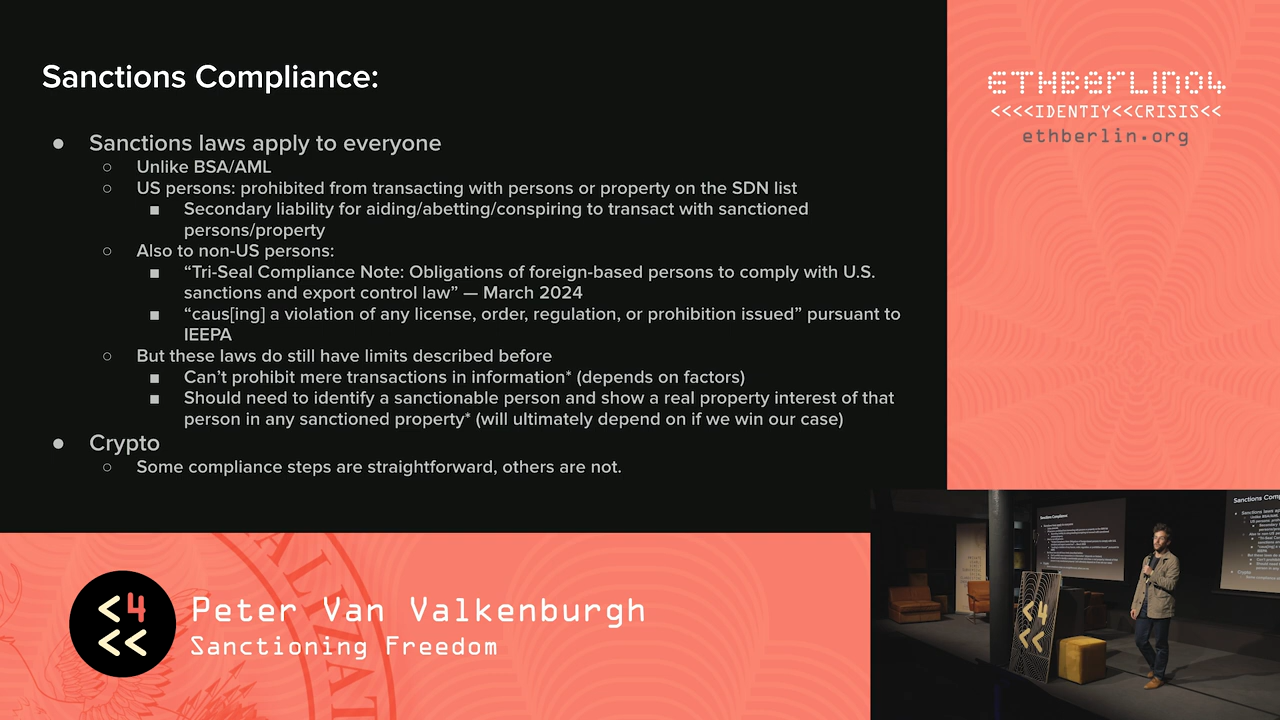 Sanctions Compliance:
● Sanctions laws apply to everyone
○ Unlike BSA/AML
○ US persons: prohibited from transacting with persons or property on the SDN list
■ Secondary liability for aiding/abetting/conspiring to transact with sanctioned
persons/property
○ Also to non-US persons:
■ “Tri-Seal Compliance Note: Obligations of foreign-based persons to comply with U.S.
sanctions and export control law” — March 2024
■ “caus[ing] a violation of any license, order, regulation, or prohibition issued” pursuant to
IEEPA
○ But these laws do still have limits described before
■ Can’t prohibit mere transactions in information* (depends on factors)
■ Should need to identify a sanctionable person and show a real property interest of that
person in any sanctioned property* (will ultimately depend on if we win our case)
● Crypto
○ Some compliance steps are straightforward, others are not.
ETHBerlin04
<<<<IDENTIY<<CRISIS<<
ethberlin.org
<4
<<
Peter Van Valkenburgh
Sanctioning Freedom
ALIZAT
Sanctions Comp
<4
<<